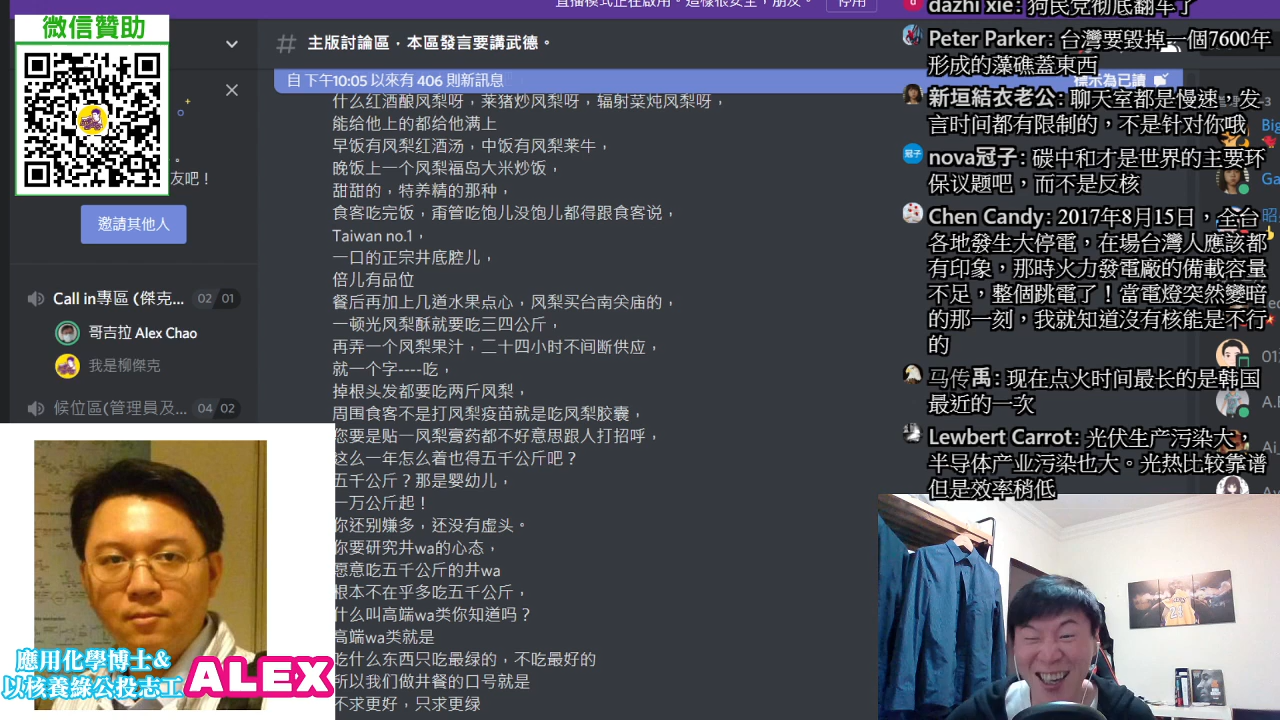 直播模式正在啟用。這樣很安全，朋友。
停用
微信贊助
主版討論區．本區發言要講武德。
自 下午10:05 以來有 406 則新訊息
標示為已讀
友吧！
邀請其他人
Call in專區 (傑克...
02 01
哥吉拉 Alex Chao
我是柳傑克
候位區(管理員及...
04 02
什么红酒酿凤梨呀，莱猪炒凤梨呀，辐射菜炖凤梨呀，
能给他上的都给他满上
早饭有凤梨红酒汤，中饭有凤梨莱牛，
晚饭上一个凤梨福岛大米炒饭，
甜甜的，特养精的那种，
食客吃完饭，甭管吃饱儿没饱儿都得跟食客说，
Taiwan no.1，
一口的正宗井底腔儿，
倍儿有品位
餐后再加上几道水果点心，凤梨买台南尖庙的，
一顿光凤梨酥就要吃三四公斤，
再弄一个凤梨果汁，二十四小时不间断供应，
就一个字----吃，
掉根头发都要吃两斤凤梨，
周围食客不是打凤梨疫苗就是吃凤梨胶囊，
您要是贴一凤梨膏药都不好意思跟人打招呼，
这么一年怎么着也得五千公斤吧？
五千公斤？那是婴幼儿，
一万公斤起！
你还别嫌多，还没有虚头。
你要研究井wa的心态，
愿意吃五千公斤的井wa
根本不在乎多吃五千公斤，
什么叫高端wa类你知道吗？
高端wa类就是
吃什么东西只吃最绿的，不吃最好的
所以我们做井餐的口号就是
不求更好，只求更绿
dazhi xie: 狗民党彻底翻车了
Peter Parker: 台灣要毀掉一個7600年
形成的藻礁蓋東西
新垣結衣老公: 聊天室都是慢速，发
言时间都有限制的，不是针对你哦
nova冠子: 碳中和才是世界的主要环
保议题吧，而不是反核
Chen Candy: 2017年8月15日，全台
各地發生大停電，在場台灣人應該都
有印象，那時火力發電廠的備載容量
不足，整個跳電了！當電燈突然變暗
的那一刻，我就知道沒有核能是不行
的
马传禹: 现在点火时间最长的是韩国
最近的一次
Lewbert Carrot: 光伏生产污染大，
半导体产业污染也大。光热比较靠谱
但是效率稍低
應用化學博士&
以核養綠公投志工
ALEX